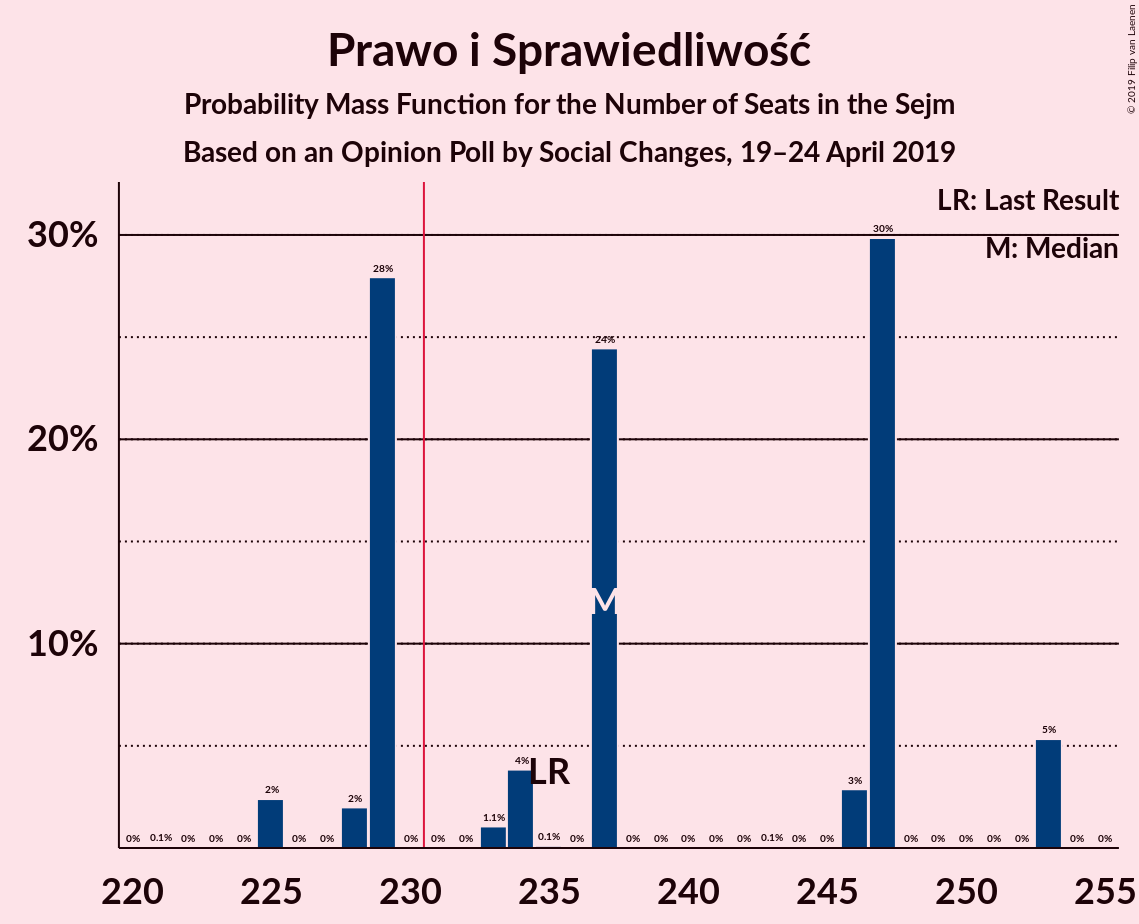 Prawo i Sprawiedliwość
Probability Mass Function for the Number of Seats in the Sejm
Based on an Opinion Poll by Social Changes, 19–24 April 2019
© 2019 Filip van Laenen
LR: Last Result
M: Median
30%
20%
10%
0% 0.1% 0% 0% 0% 2% 0% 0% 2% 28% 0% 0% 0% 1.1% 4% 0.1% 0% 24% 0% 0% 0% 0% 0% 0.1% 0% 0% 3% 30% 0% 0% 0% 0% 0% 5% 0% 0%
M
LR
220 225 230 235 240 245 250 255